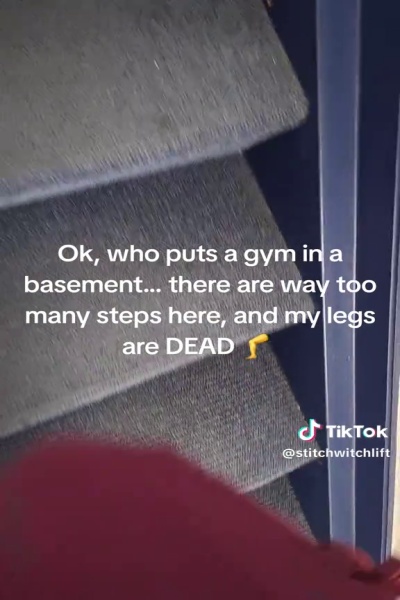 Ok, who puts a gym in a
basement... there are way too
many steps here, and my legs
are DEAD 🦵
TikTok
@stitchwitchlift